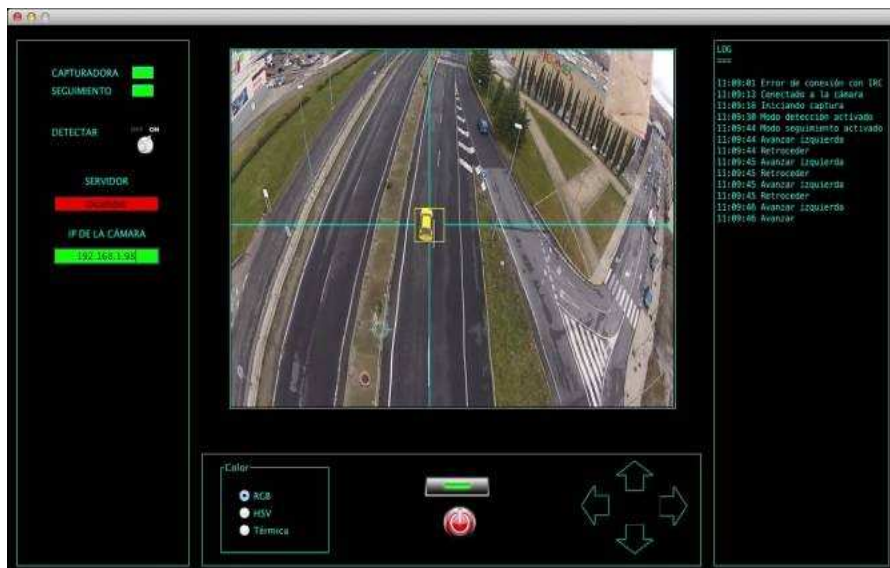 CAPTURADORA
SEGUIMIENTO
DETECTAR
OFF ON
SERVIDOR
IP DE LA CÁMARA
192.168.1.98
Color
RGB
HSV
Térmica
LOG
===
11:09:01 Error de conexión con IRC
11:09:13 Conectado a la cámara
11:09:16 Iniciando captura
11:09:30 Modo detección activado
11:09:44 Modo seguimiento activado
11:09:44 Avanzar izquierda
11:09:44 Retroceder
11:09:45 Avanzar izquierda
11:09:45 Retroceder
11:09:45 Avanzar izquierda
11:09:45 Retroceder
11:09:46 Avanzar izquierda
11:09:46 Avanzar